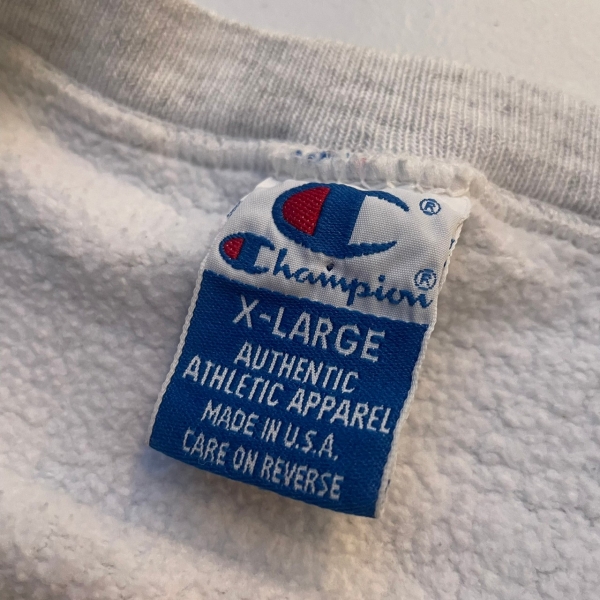 ®
Champion®
X-LARGE
AUTHENTIC
ATHLETIC APPAREL
MADE IN U.S.A.
CARE ON REVERSE